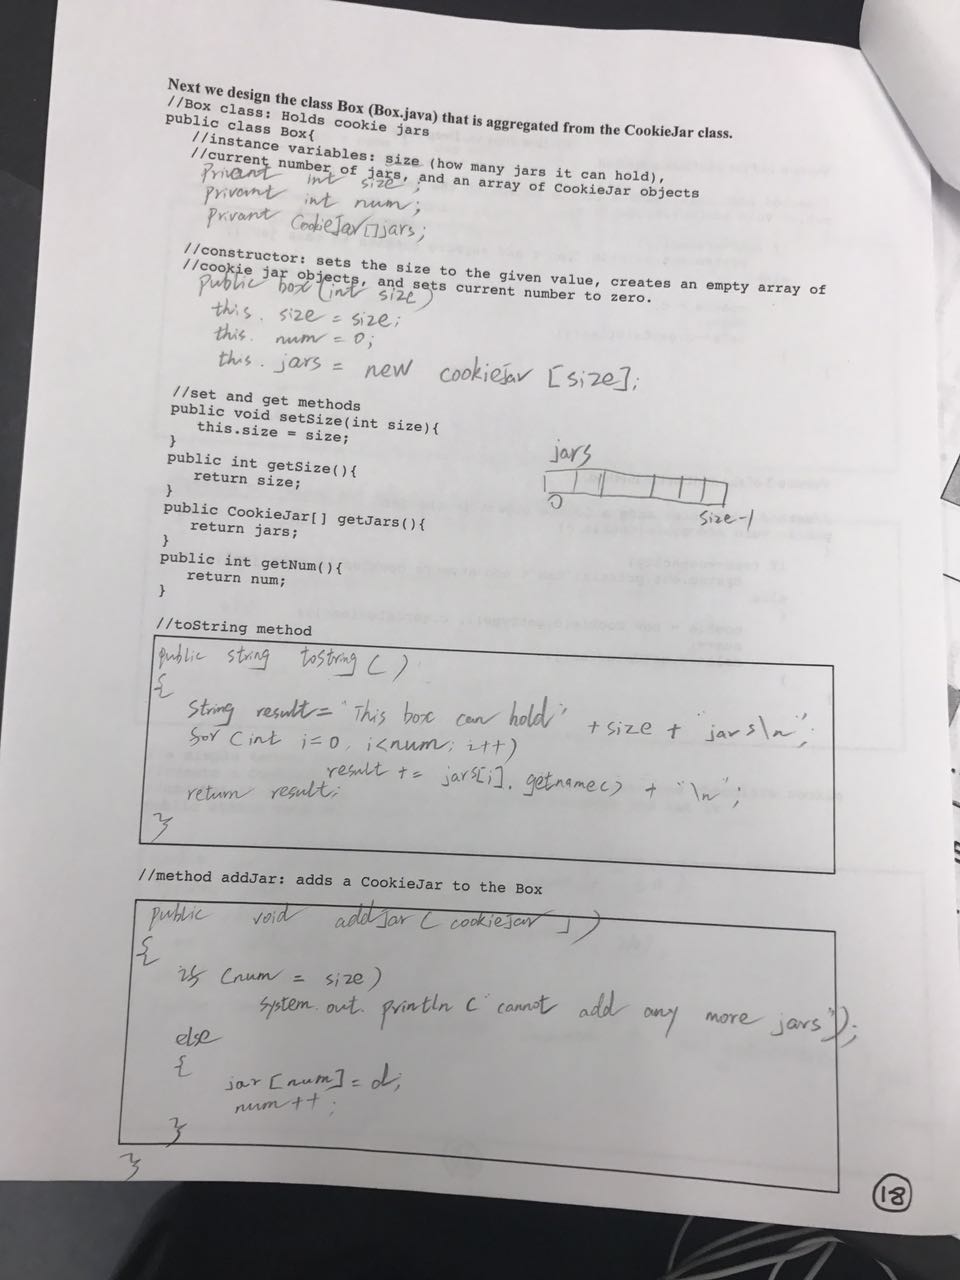 Next we design the class Box (Box.java) that is aggregated from the CookieJar class.
//Box class: Holds cookie jars
public class Box{
//instance variables: size (how many jars it can hold),
//current number of jars, and an array of CookieJar objects
privant int size;
privant int num;
privant CookieJar[]jars;
//constructor: sets the size to the given value, creates an empty array of
//cookie jar objects, and sets current number to zero.
public box (int size)
this. size = size;
this. num = 0;
this. jars = new cookieJar [size];
//set and get methods
public void setSize(int size){
this.size = size;
}
public int getSize(){
return size;
}
public CookieJar[] getJars(){
return jars;
}
public int getNum(){
return num;
}
jars
0 size-1
//toString method
public string toString ( )
{
String result= "This box can hold" + size + "jars\n";
for (int i=0, i<num; i++)
result += jars[i]. getname() + "\n";
return result;
}
//method addJar: adds a CookieJar to the Box
public void addJar ( cookieJar J )
{
if (num = size)
system. out. println (" cannot add any more jars");
else
{
jar [num] = d;
num++;
}
}
18